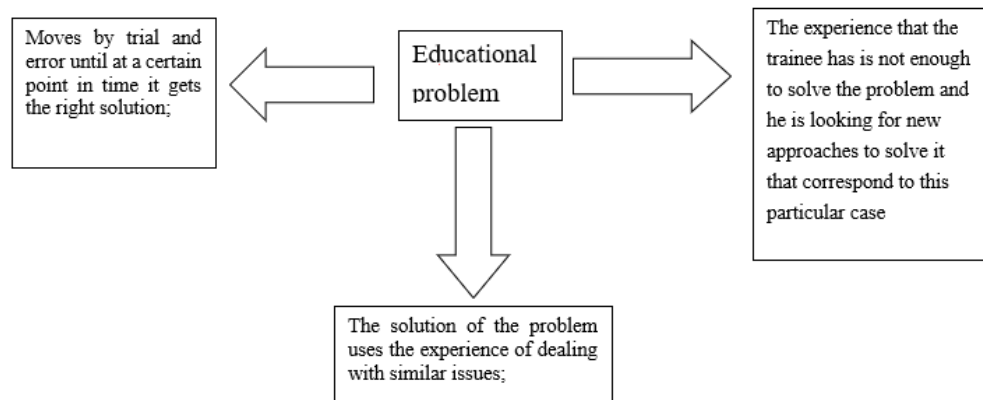 Moves by trial and
error until at a certain
point in time it gets
the right solution;
Educational
problem
The experience that the
trainee has is not enough
to solve the problem and
he is looking for new
approaches to solve it
that correspond to this
particular case
The solution of the problem
uses the experience of dealing
with similar issues;